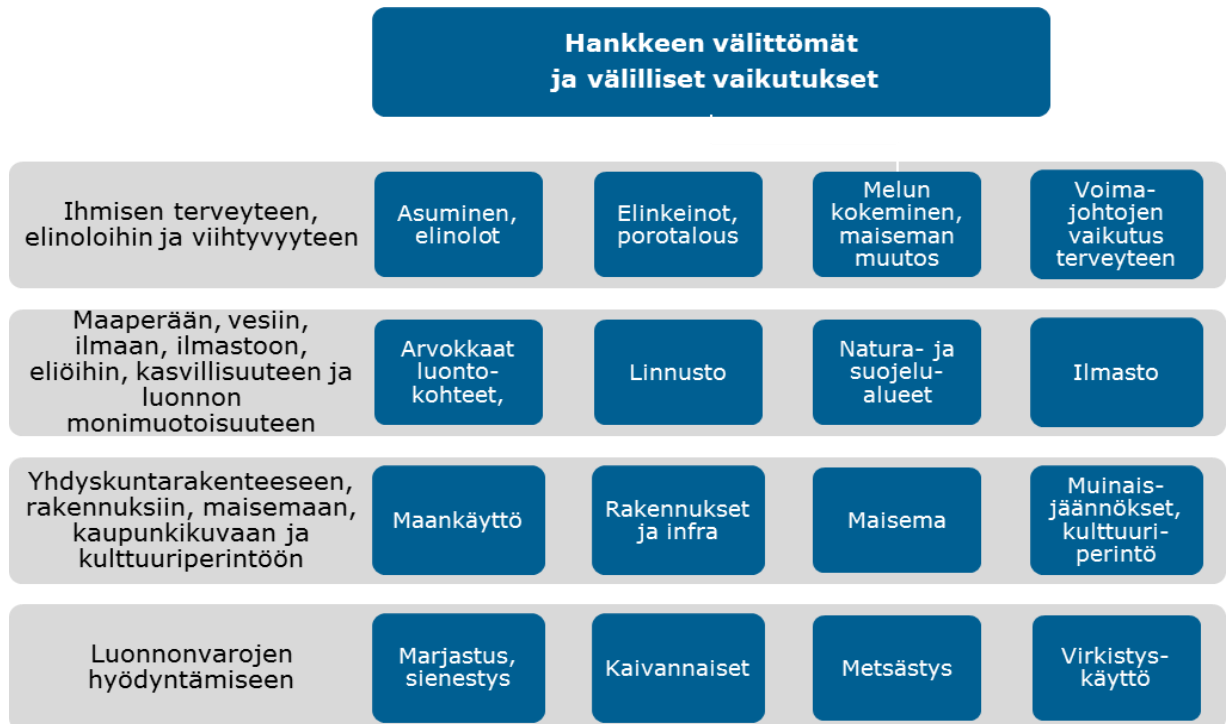 Hankkeen välittömät
ja välilliset vaikutukset
Ihmisen terveyteen,
elinoloihin ja viihtyvyyteen
Asuminen,
elinolot
Elinkeinot,
porotalous
Melun
kokeminen,
maiseman
muutos
Voima-
johtojen
vaikutus
terveyteen
Maaperään, vesiin,
ilmaan, ilmastoon,
eliöihin, kasvillisuuteen ja
luonnon
monimuotoisuuteen
Arvokkaat
luonto-
kohteet,
Linnusto
Natura- ja
suojelu-
alueet
Ilmasto
Yhdyskuntarakenteeseen,
rakennuksiin, maisemaan,
kaupunkikuvaan ja
kulttuuriperintöön
Maankäyttö
Rakennukset
ja infra
Maisema
Muinais-
jäännökset,
kulttuuri-
perintö
Luonnonvarojen
hyödyntämiseen
Marjastus,
sienestys
Kaivannaiset
Metsästys
Virkistys-
käyttö